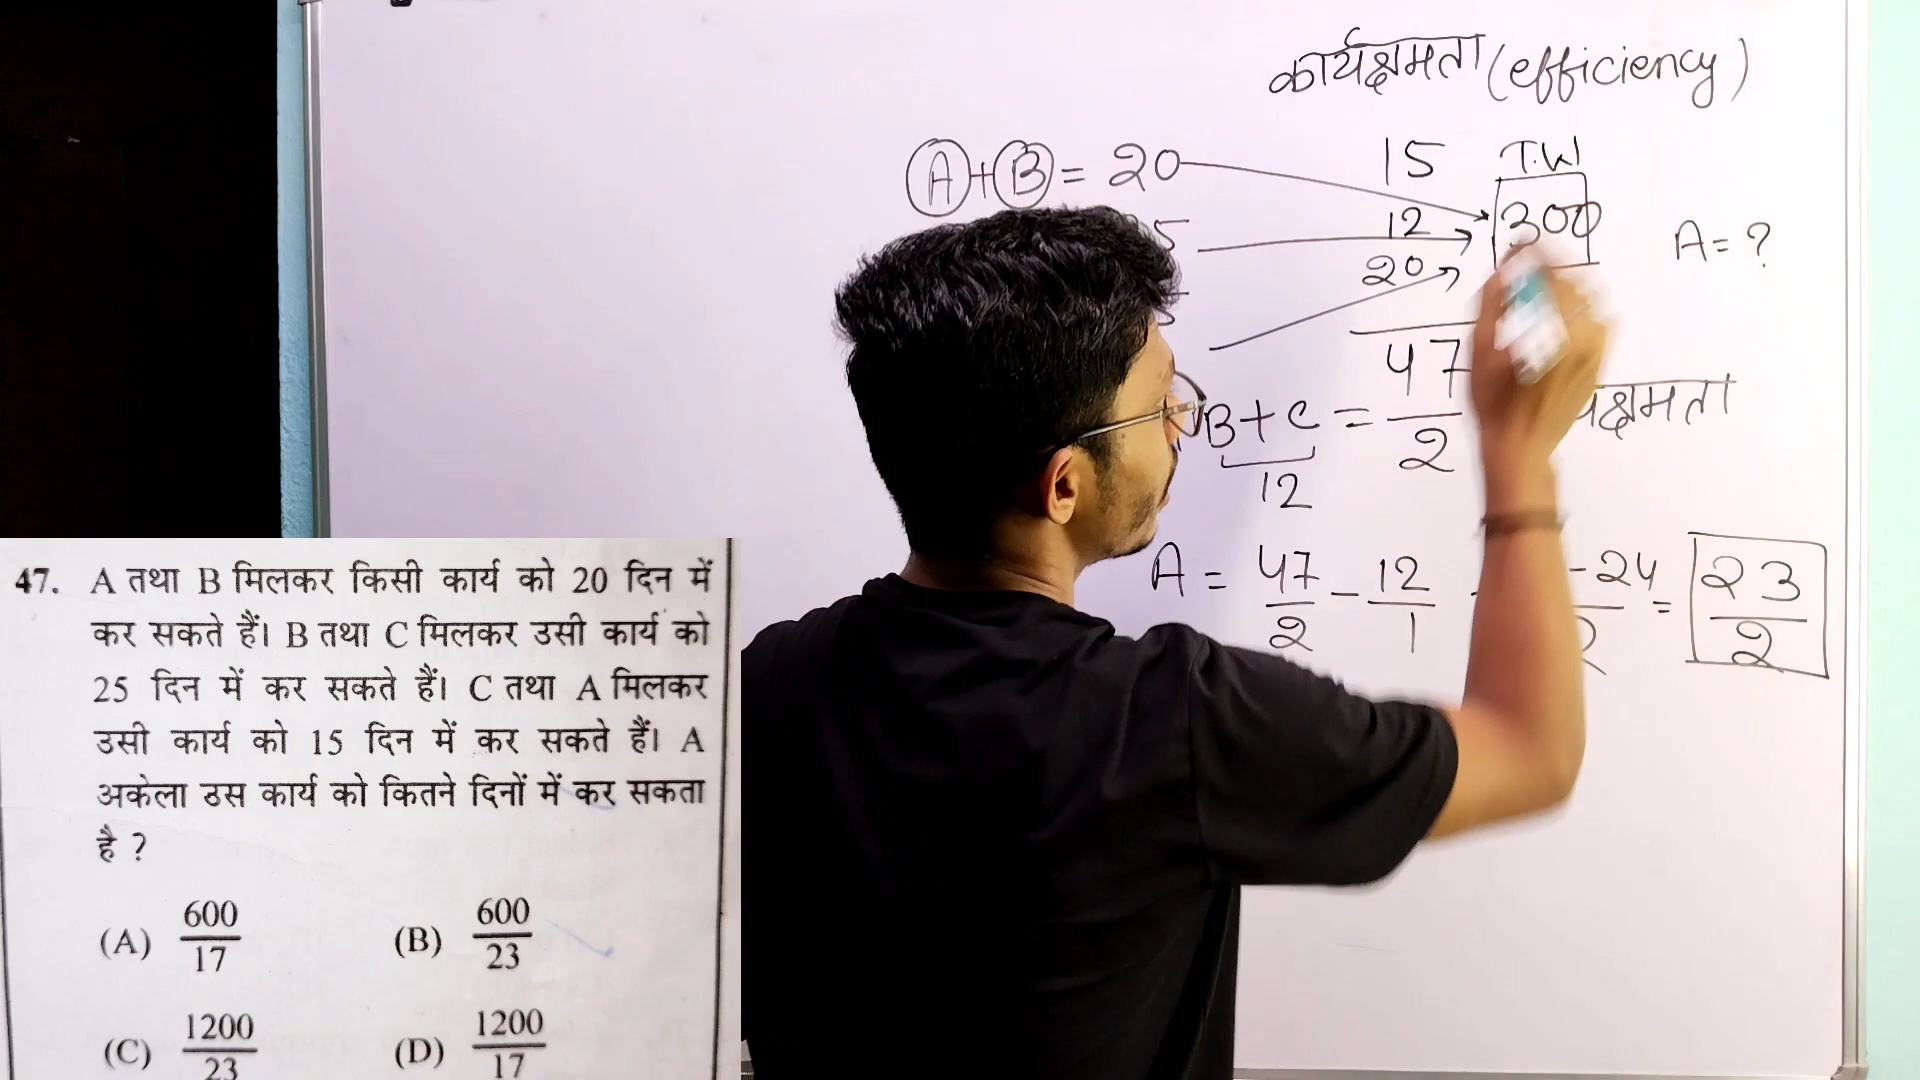 कार्यक्षमता (efficiency)
A+B = 20
15
T.W
12
300
20
A = ?
47
B+C = 47/2
क्षमता
12
A = 47/2 - 12/1
-24/2 = 23/2
47. A तथा B मिलकर किसी कार्य को 20 दिन में
कर सकते हैं। B तथा C मिलकर उसी कार्य को
25 दिन में कर सकते हैं। C तथा A मिलकर
उसी कार्य को 15 दिन में कर सकते हैं। A
अकेला उस कार्य को कितने दिनों में कर सकता
है ?
(A) 600/17 (B) 600/23
(C) 1200/23 (D) 1200/17